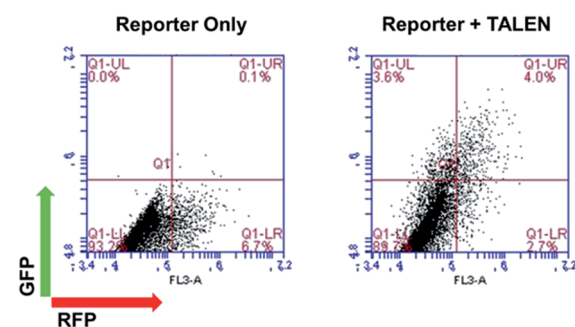 Reporter Only
Reporter + TALEN
Q1-UL
0.0%
Q1-UR
0.1%
Q1-UL
3.6%
Q1-UR
4.0%
Q1
Q1-LR
6.7%
Q1-LR
2.7%
FL3-A
FL3-A
GFP
RFP